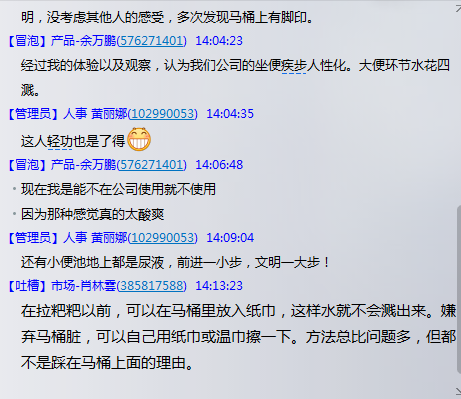 明，没考虑其他人的感受，多次发现马桶上有脚印。
【冒泡】产品-余万鹏(576271401) 14:04:23
经过我的体验以及观察，认为我们公司的坐便疾步人性化。大便环节水花四
溅。
【管理员】人事 黄丽娜(102990053) 14:04:35
这人轻功也是了得
【冒泡】产品-余万鹏(576271401) 14:06:48
现在我是能不在公司使用就不使用
因为那种感觉真的太酸爽
【管理员】人事 黄丽娜(102990053) 14:09:04
还有小便池地上都是尿液，前进一小步，文明一大步！
【吐槽】市场-肖林(385817588) 14:13:23
在拉粑粑以前，可以在马桶里放入纸巾，这样水就不会溅出来。嫌
弃马桶脏，可以自己用纸巾或湿巾擦一下。方法总比问题多，但都
不是踩在马桶上面的理由。